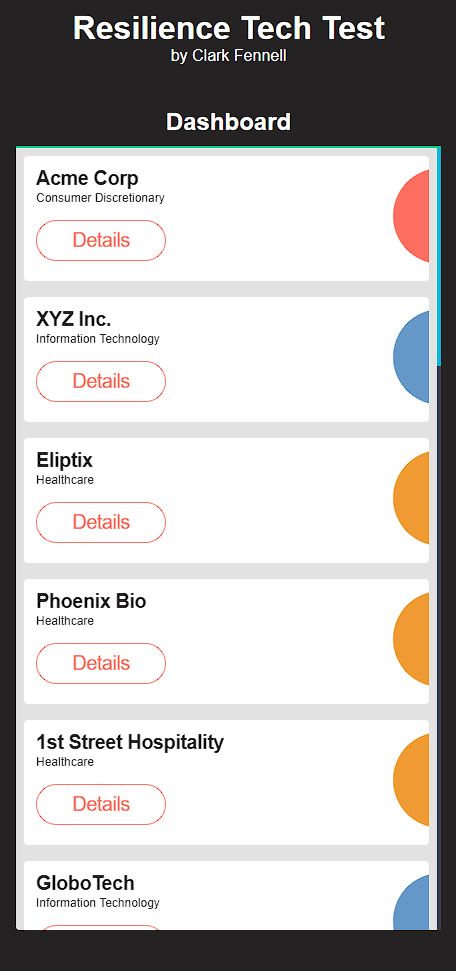 Resilience Tech Test
by Clark Fennell
Dashboard
Acme Corp
Consumer Discretionary
Details
XYZ Inc.
Information Technology
Details
Eliptix
Healthcare
Details
Phoenix Bio
Healthcare
Details
1st Street Hospitality
Healthcare
Details
GloboTech
Information Technology